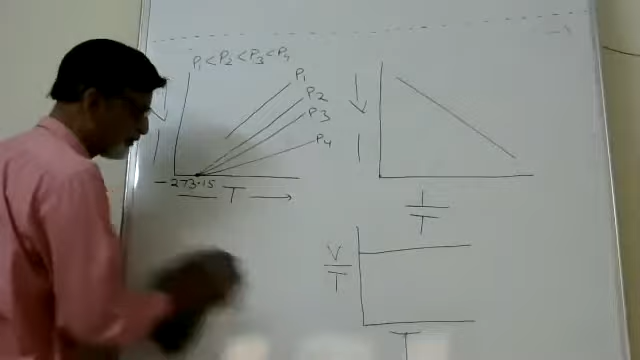 P1 < P2 < P3 < P4
P1
P2
P3
P4
-273.15
T
1
T
V
T
T